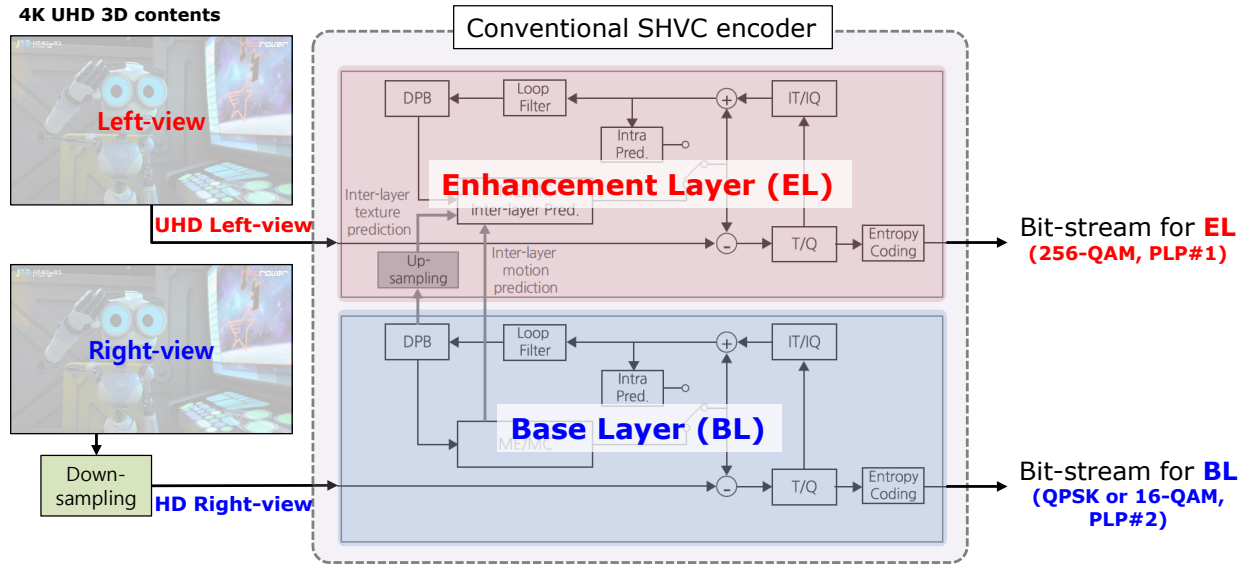 4K UHD 3D contents
Conventional SHVC encoder
Left-view
DPB
Loop
Filter
IT/IQ
Intra
Pred.
Enhancement Layer (EL)
Inter-layer
texture
prediction
Inter-layer Pred.
UHD Left-view
Up-
sampling
Inter-layer
motion
prediction
T/Q
Entropy
Coding
Bit-stream for EL
(256-QAM, PLP#1)
Right-view
DPB
Loop
Filter
IT/IQ
Intra
Pred.
Base Layer (BL)
ME/MC
Down-
sampling
HD Right-view
T/Q
Entropy
Coding
Bit-stream for BL
(QPSK or 16-QAM,
PLP#2)